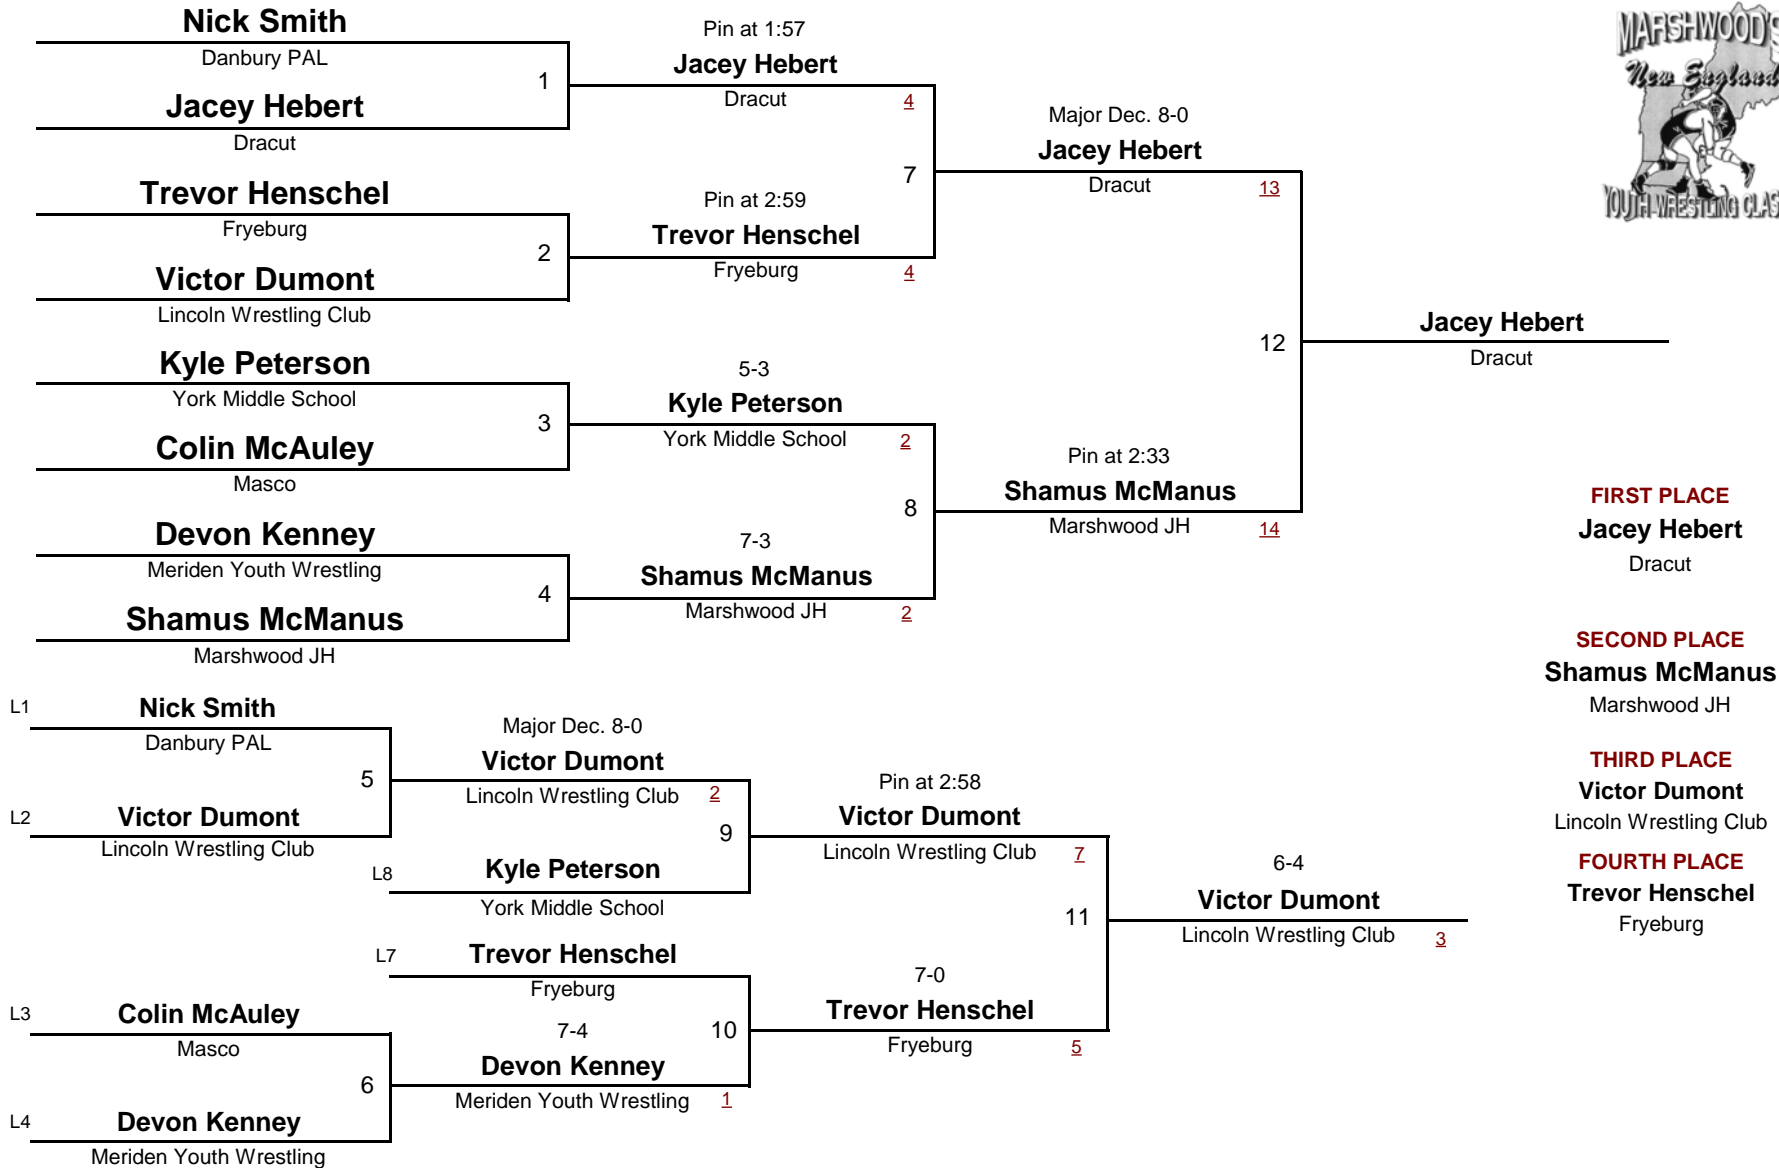 Nick Smith
Danbury PAL
1
Jacey Hebert
Dracut
Trevor Henschel
Fryeburg
2
Victor Dumont
Lincoln Wrestling Club
Kyle Peterson
York Middle School
3
Colin McAuley
Masco
Devon Kenney
Meriden Youth Wrestling
4
Shamus McManus
Marshwood JH
Pin at 1:57
Jacey Hebert
Dracut 4
7
Pin at 2:59
Trevor Henschel
Fryeburg 4
5-3
Kyle Peterson
York Middle School 2
8
7-3
Shamus McManus
Marshwood JH 2
Major Dec. 8-0
Jacey Hebert
Dracut 13
12
Pin at 2:33
Shamus McManus
Marshwood JH 14
Jacey Hebert
Dracut
MARSHWOOD'S
New England
YOUTH WRESTLING CLAS
FIRST PLACE
Jacey Hebert
Dracut
SECOND PLACE
Shamus McManus
Marshwood JH
THIRD PLACE
Victor Dumont
Lincoln Wrestling Club
FOURTH PLACE
Trevor Henschel
Fryeburg
L1 Nick Smith
Danbury PAL
5
L2 Victor Dumont
Lincoln Wrestling Club
L3 Colin McAuley
Masco
6
L4 Devon Kenney
Meriden Youth Wrestling
Major Dec. 8-0
Victor Dumont
Lincoln Wrestling Club 2
9
L8 Kyle Peterson
York Middle School
L7 Trevor Henschel
Fryeburg
7-4 10
Devon Kenney
Meriden Youth Wrestling 1
Pin at 2:58
Victor Dumont
Lincoln Wrestling Club 7
11
7-0
Trevor Henschel
Fryeburg 5
6-4
Victor Dumont
Lincoln Wrestling Club 3